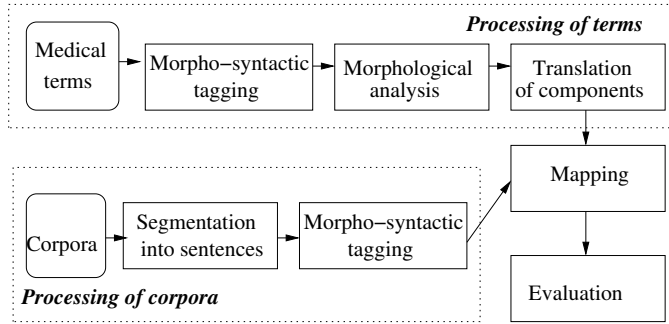 Processing of terms
Medical
terms
Morpho−syntactic
tagging
Morphological
analysis
Translation
of components
Mapping
Corpora
Segmentation
into sentences
Morpho−syntactic
tagging
Processing of corpora
Evaluation